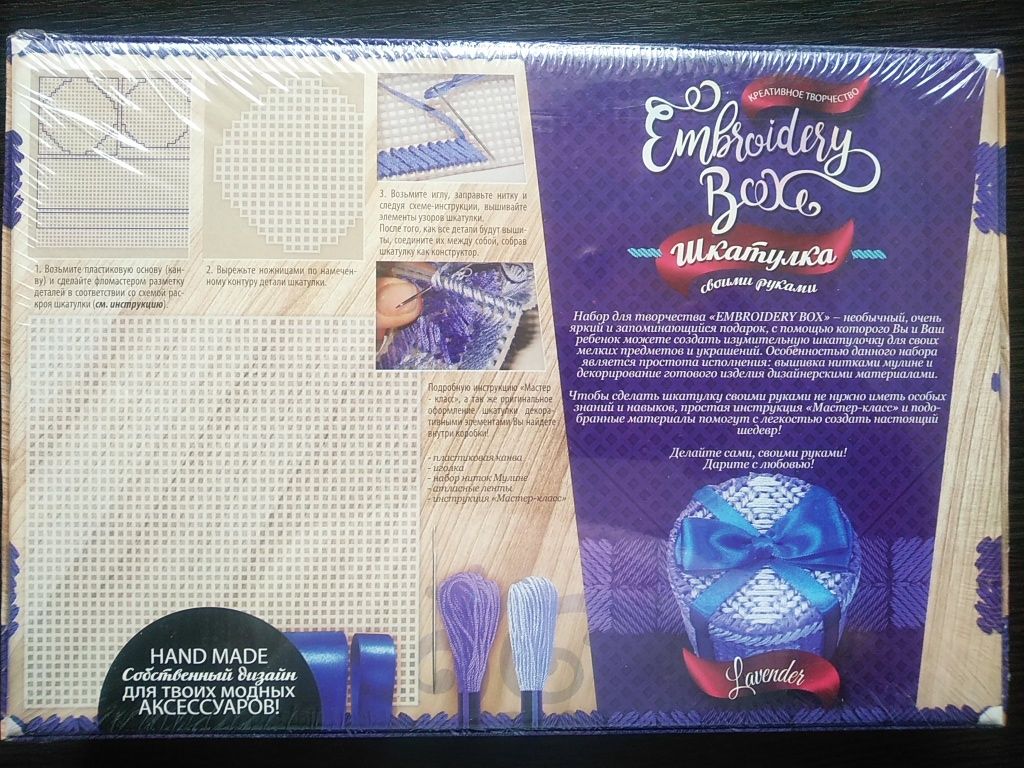 1. Возьмите пластиковую основу (кан-
ву) и сделайте фломастером разметку
деталей в соответствии со схемой рас-
кроя шкатулки (см. инструкцию).
2. Вырежьте ножницами по намечен-
ному контуру детали шкатулки.
3. Возьмите иглу, заправьте нитку и
следуя схеме-инструкции, вышивайте
элементы узоров шкатулки.
После того, как все детали будут выши-
ты, соедините их между собой, собрав
шкатулку как конструктор.
Подробную инструкцию «Мастер
- класс», а так же оригинальное
оформление шкатулки декора-
тивными элементами Вы найдете
внутри коробки!
- пластиковая канва
- иголка
- набор ниток Мулине
- атласные ленты
- инструкция «Мастер-класс»
HAND MADE
Собственный дизайн
ДЛЯ ТВОИХ МОДНЫХ
АКСЕССУАРОВ!
КРЕАТИВНОЕ ТВОРЧЕСТВО
Embroidery
Box
Шкатулка
своими руками
Набор для творчества «EMBROIDERY BOX» – необычный, очень
яркий и запоминающийся подарок, с помощью которого Вы и Ваш
ребенок можете создать изумительную шкатулочку для своих
мелких предметов и украшений. Особенностью данного набора
является простота исполнения: вышивка нитками мулине и
декорирование готового изделия дизайнерскими материалами.
Чтобы сделать шкатулку своими руками не нужно иметь особых
знаний и навыков, простая инструкция «Мастер-класс» и подо-
бранные материалы помогут с легкостью создать настоящий
шедевр!
Делайте сами, своими руками!
Дарите с любовью!
Lavender